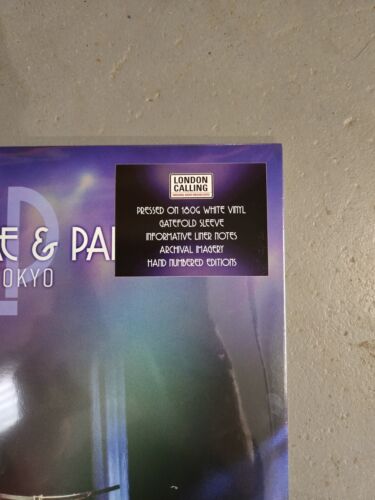 LONDON
CALLING
PRESSED ON 180G WHITE VINYL
GATEFOLD SLEEVE
INFORMATIVE LINER NOTES
ARCHIVAL IMAGERY
HAND NUMBERED EDITIONS
E & PA
OKYO